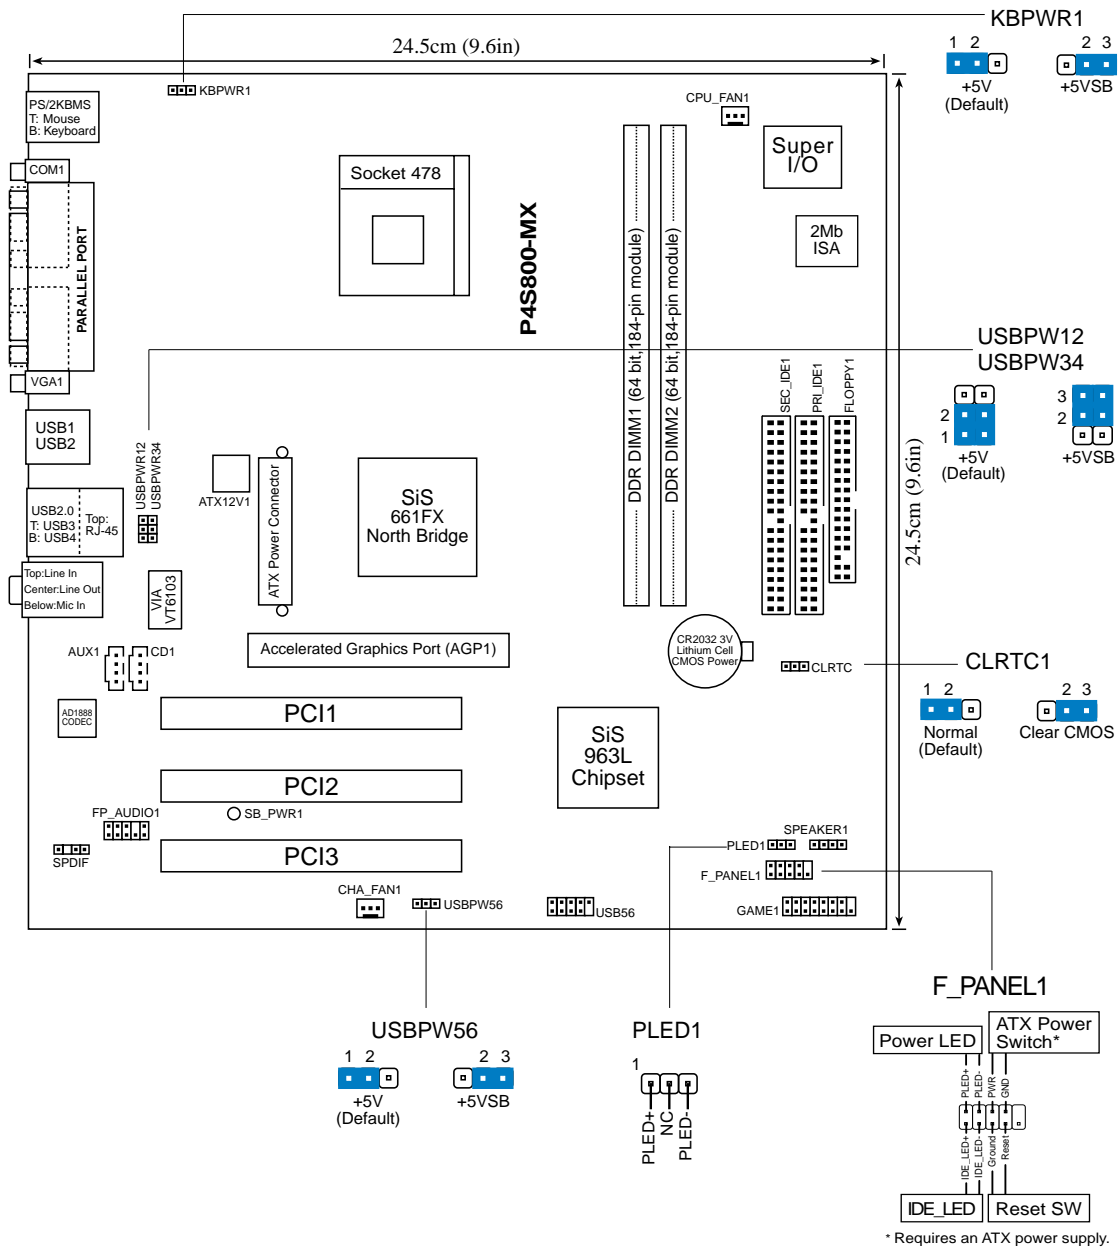 KBPWR1
1 2
2 3
+5V
(Default)
+5VSB
24.5cm (9.6in)
KBPWR1
PS/2KBMS
T: Mouse
B: Keyboard
CPU_FAN1
Super
I/O
COM1
Socket 478
2Mb
ISA
PARALLEL PORT
P4S800-MX
DDR DIMM1 (64 bit,184-pin module)
DDR DIMM2 (64 bit,184-pin module)
USBPW12
USBPW34
2
1
+5V
(Default)
3
2
+5VSB
VGA1
SEC_IDE1
PRI_IDE1
FLOPPY1
USB1
USB2
USBPWR12
USBPWR34
ATX12V1
ATX Power Connector
SiS
661FX
North Bridge
24.5cm (9.6in)
USB2.0
T: USB3
B: USB4
Top:
RJ-45
Top:Line In
Center:Line Out
Below:Mic In
VIA
VT6103
Accelerated Graphics Port (AGP1)
CR2032 3V
Lithium Cell
CMOS Power
CLRTC
CLRTC1
1 2
2 3
Normal
(Default)
Clear CMOS
AUX1
CD1
AD1888
CODEC
PCI1
SiS
963L
Chipset
PCI2
FP_AUDIO1
SB_PWR1
SPDIF
PCI3
SPEAKER1
PLED1
F_PANEL1
CHA_FAN1
USBPW56
USB56
GAME1
USBPW56
1 2
2 3
+5V
(Default)
+5VSB
PLED1
1
PLED+
NC
PLED-
F_PANEL1
Power LED
ATX Power
Switch*
PLED+
PLED-
PWR
GND
IDE_LED+
IDE_LED-
Ground
Reset
IDE_LED
Reset SW
* Requires an ATX power supply.